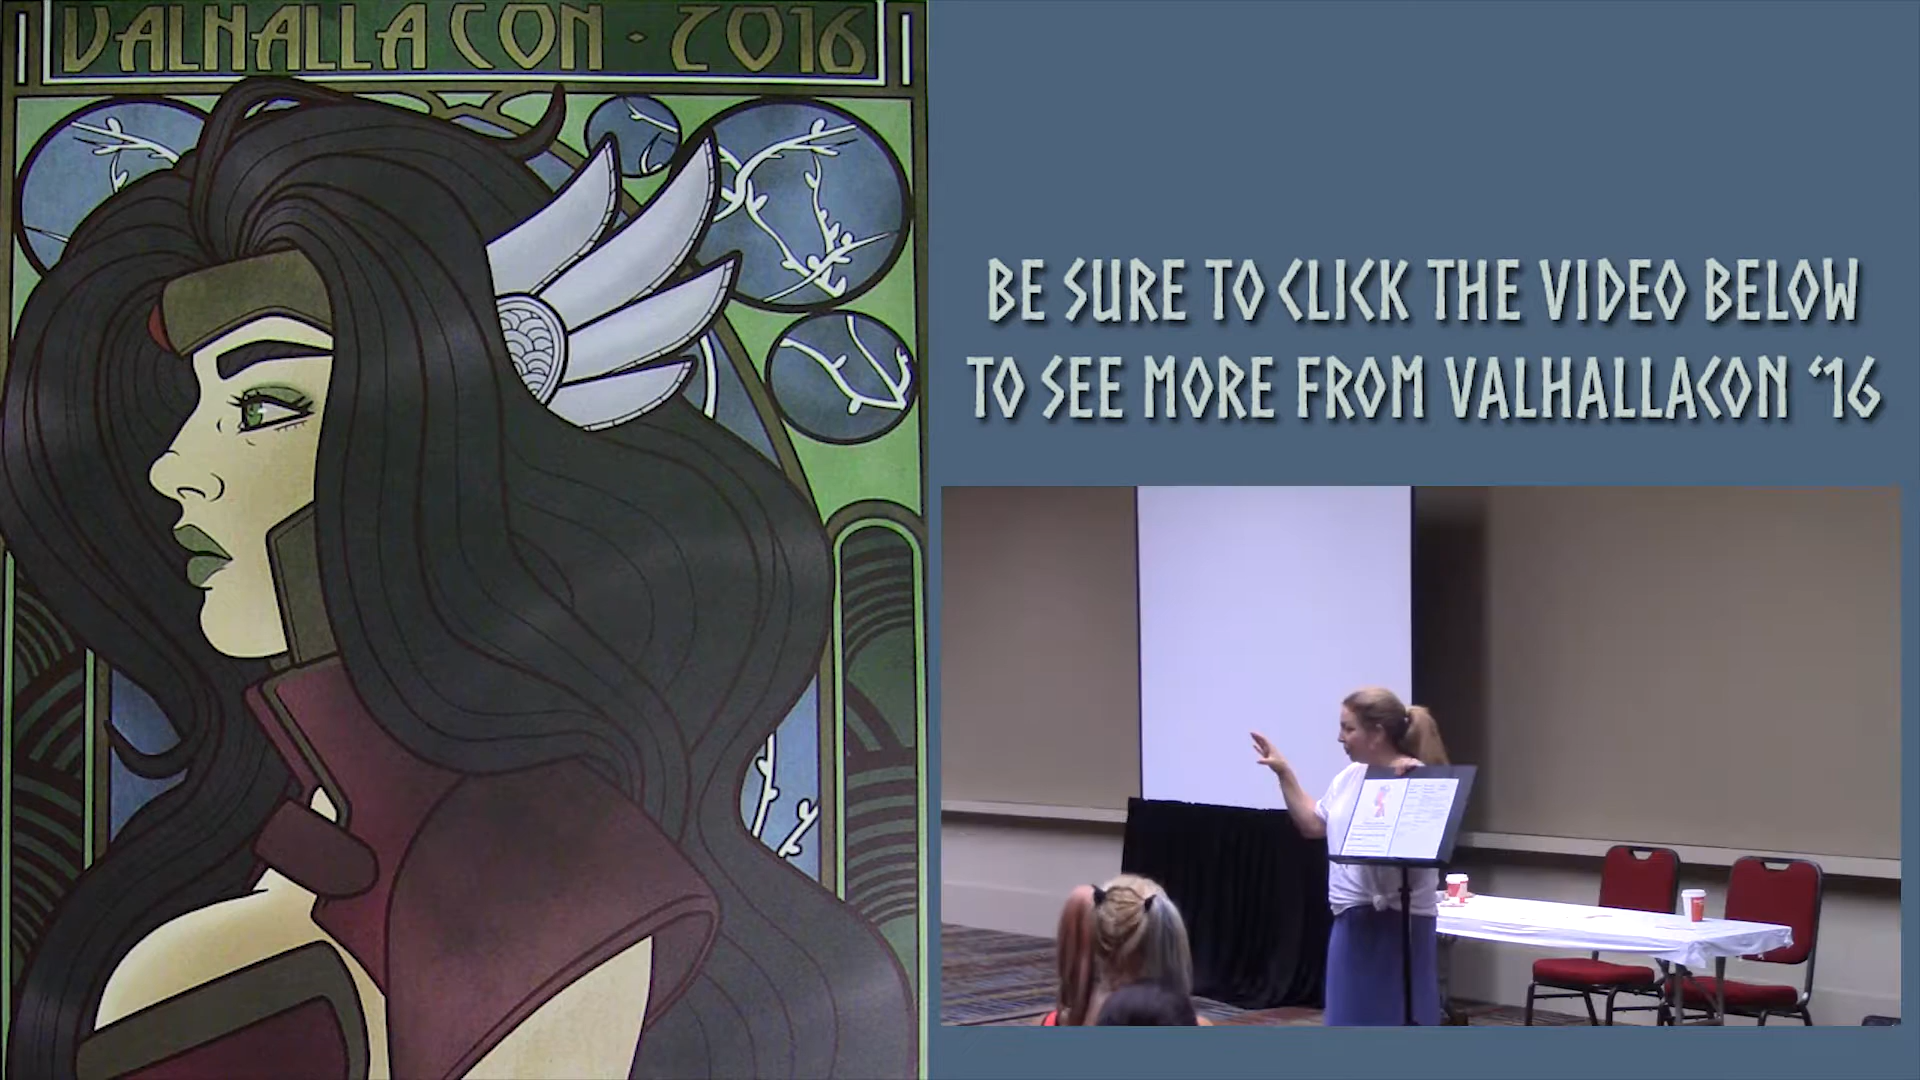 VALHALLA CON · 2016
BE SURE TO CLICK THE VIDEO BELOW
TO SEE MORE FROM VALHALLACON ‘16